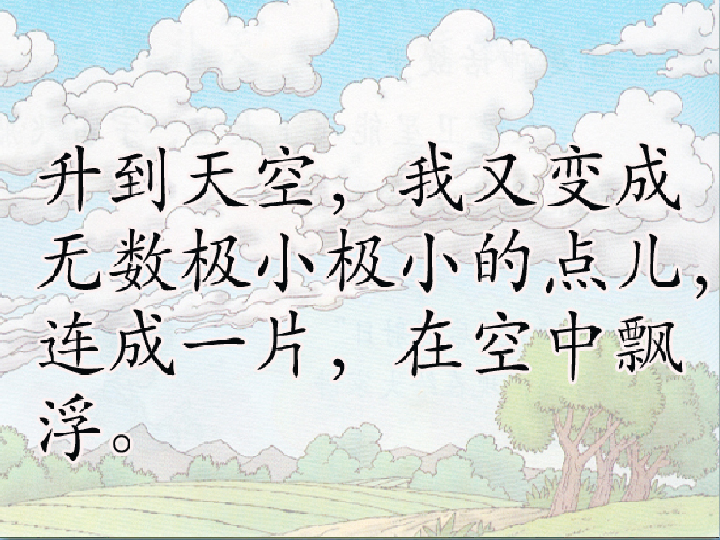 升到天空，我又变成
无数极小极小的点儿，
连成一片，在空中飘
浮。